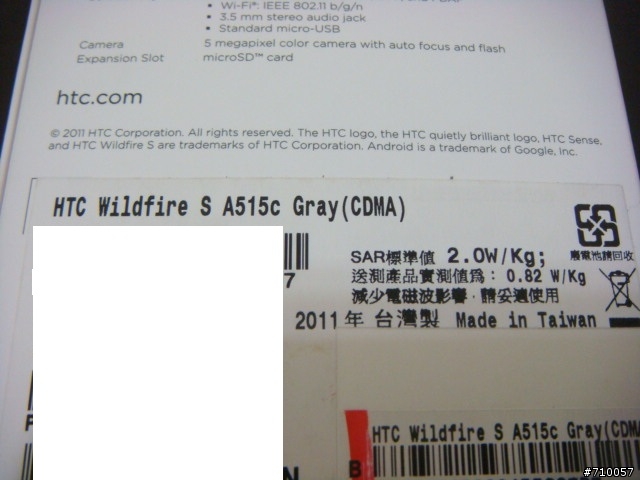 Wi-Fi®: IEEE 802.11 b/g/n
3.5 mm stereo audio jack
Standard micro-USB
Camera 5 megapixel color camera with auto focus and flash
Expansion Slot microSD™ card
htc.com
© 2011 HTC Corporation. All rights reserved. The HTC logo, the HTC quietly brilliant logo, HTC Sense,
and HTC Wildfire S are trademarks of HTC Corporation. Android is a trademark of Google, Inc.
HTC Wildfire S A515c Gray(CDMA)
廢電池請回收
7
SAR標準值 2.0W/Kg;
送測產品實測值為：0.82 W/Kg
減少電磁波影響，請妥適使用
2011年 台灣製 Made in Taiwan
HTC Wildfire S A515c Gray(CDMA
B
N
#710057